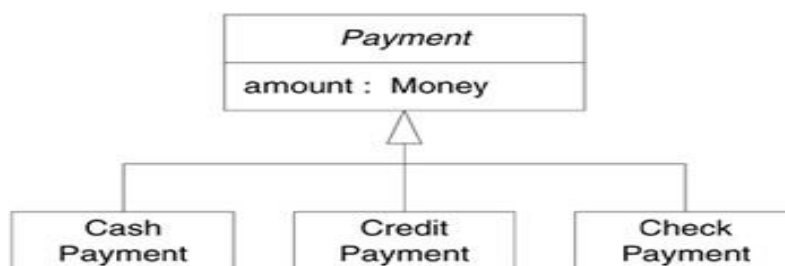 Payment
amount : Money
Cash
Payment
Credit
Payment
Check
Payment